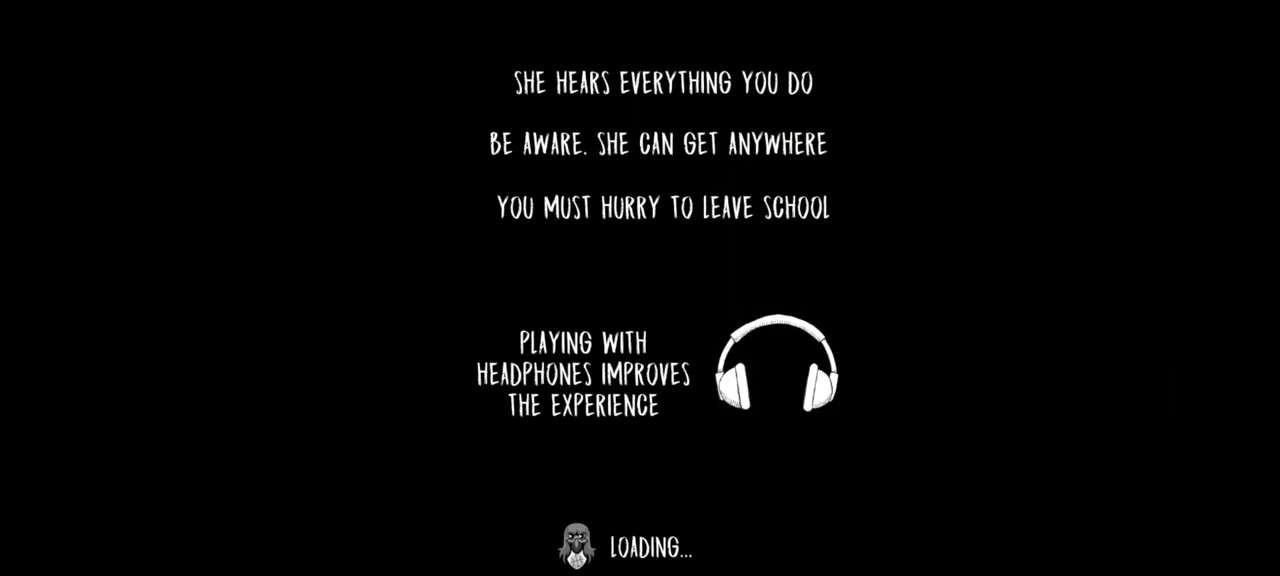 SHE HEARS EVERYTHING YOU DO
BE AWARE. SHE CAN GET ANYWHERE
YOU MUST HURRY TO LEAVE SCHOOL
PLAYING WITH
HEADPHONES IMPROVES
THE EXPERIENCE
LOADING...